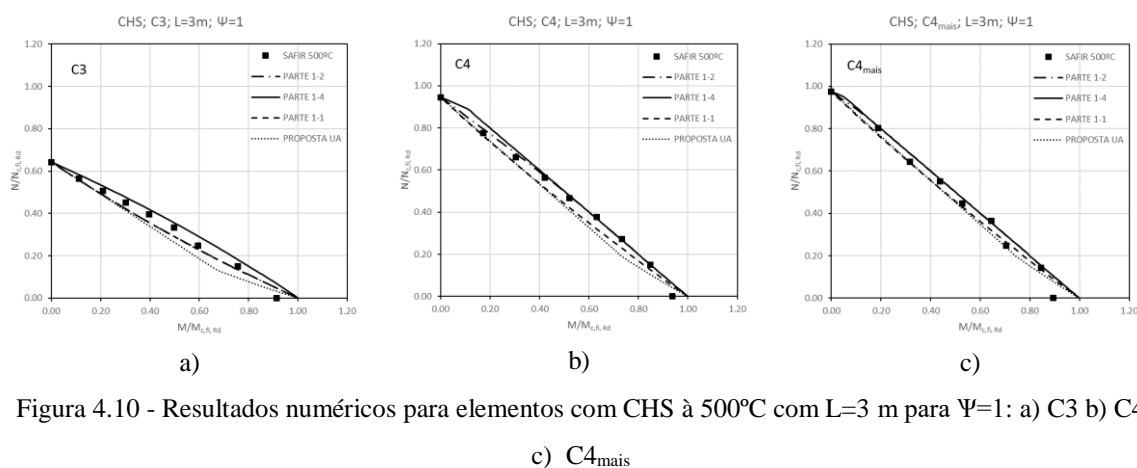 CHS; C3; L=3m; Ψ=1
1.20
1.00
0.80
0.60
0.40
0.20
0.00
N/N_c,fi,Rd
C3
SAFIR 500ºC
PARTE 1-2
PARTE 1-4
PARTE 1-1
PROPOSTA UA
0.00 0.20 0.40 0.60 0.80 1.00 1.20
M/M_c,fi, Rd
a)
CHS; C4; L=3m; Ψ=1
1.20
1.00
0.80
0.60
0.40
0.20
0.00
N/N_c,fi,Rd
C4
SAFIR 500ºC
PARTE 1-2
PARTE 1-4
PARTE 1-1
PROPOSTA UA
0.00 0.20 0.40 0.60 0.80 1.00 1.20
M/M_c,fi, Rd
b)
CHS; C4mais; L=3m; Ψ=1
1.20
1.00
0.80
0.60
0.40
0.20
0.00
N/N_c,fi,Rd
C4mais
SAFIR 500ºC
PARTE 1-2
PARTE 1-4
PARTE 1-1
PROPOSTA UA
0.00 0.20 0.40 0.60 0.80 1.00 1.20
M/M_c,fi, Rd
c)
Figura 4.10 - Resultados numéricos para elementos com CHS à 500ºC com L=3 m para Ψ=1: a) C3 b) C4
c) C4mais